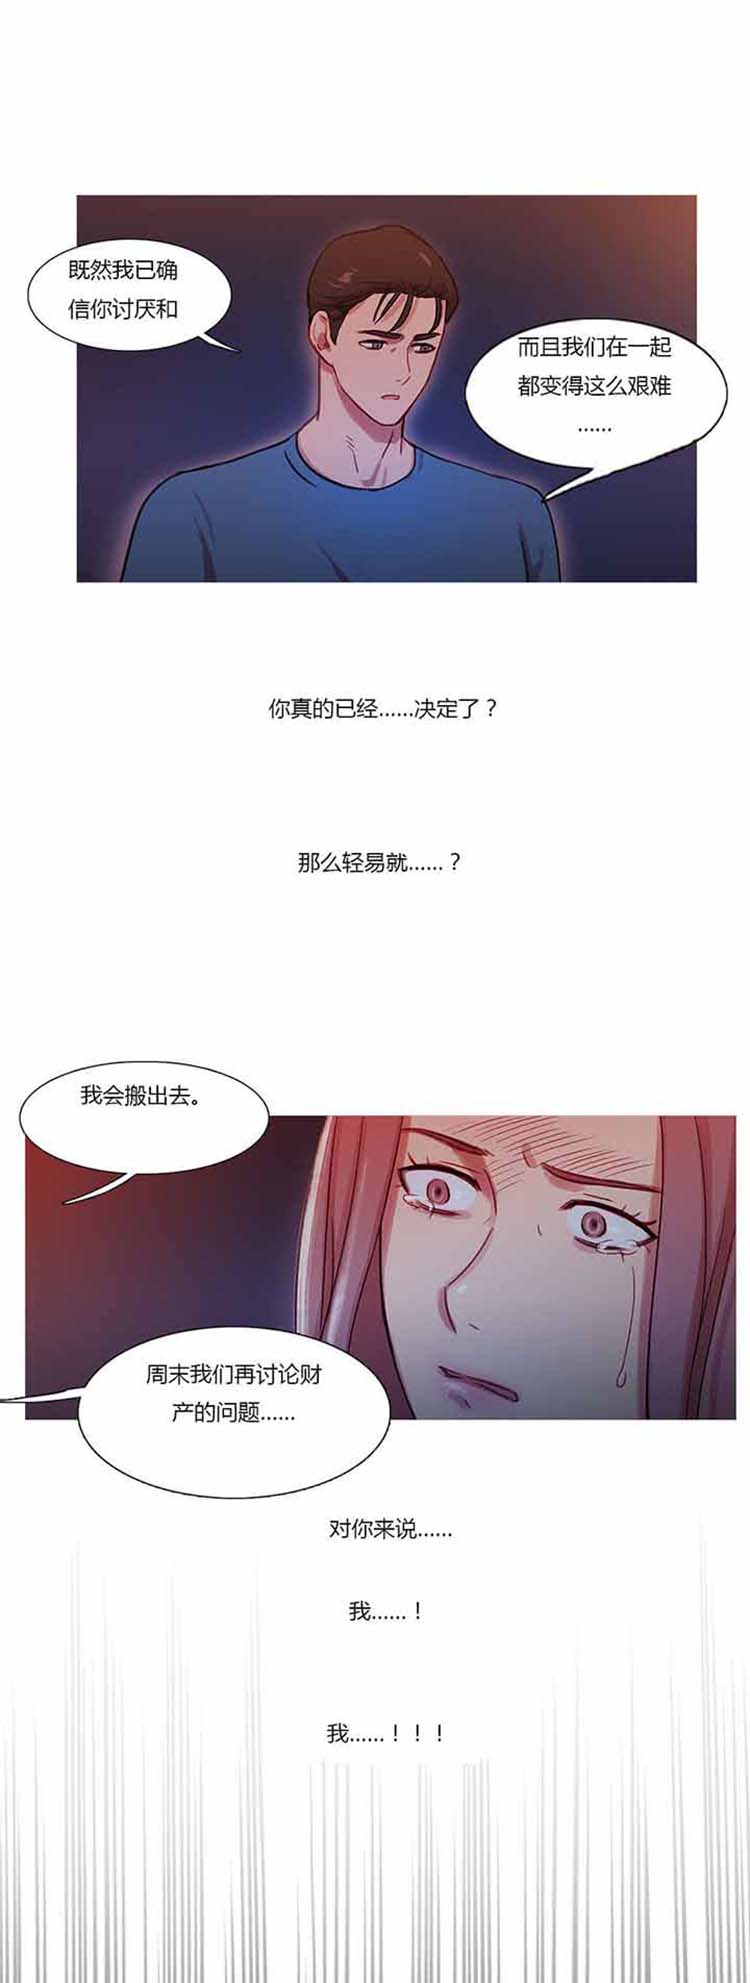 既然我已确
信你讨厌和
而且我们在一起
都变得这么艰难
……
你真的已经……决定了？
那么轻易就……？
我会搬出去。
周末我们再讨论财
产的问题……
对你来说……
我……！
我……！！！